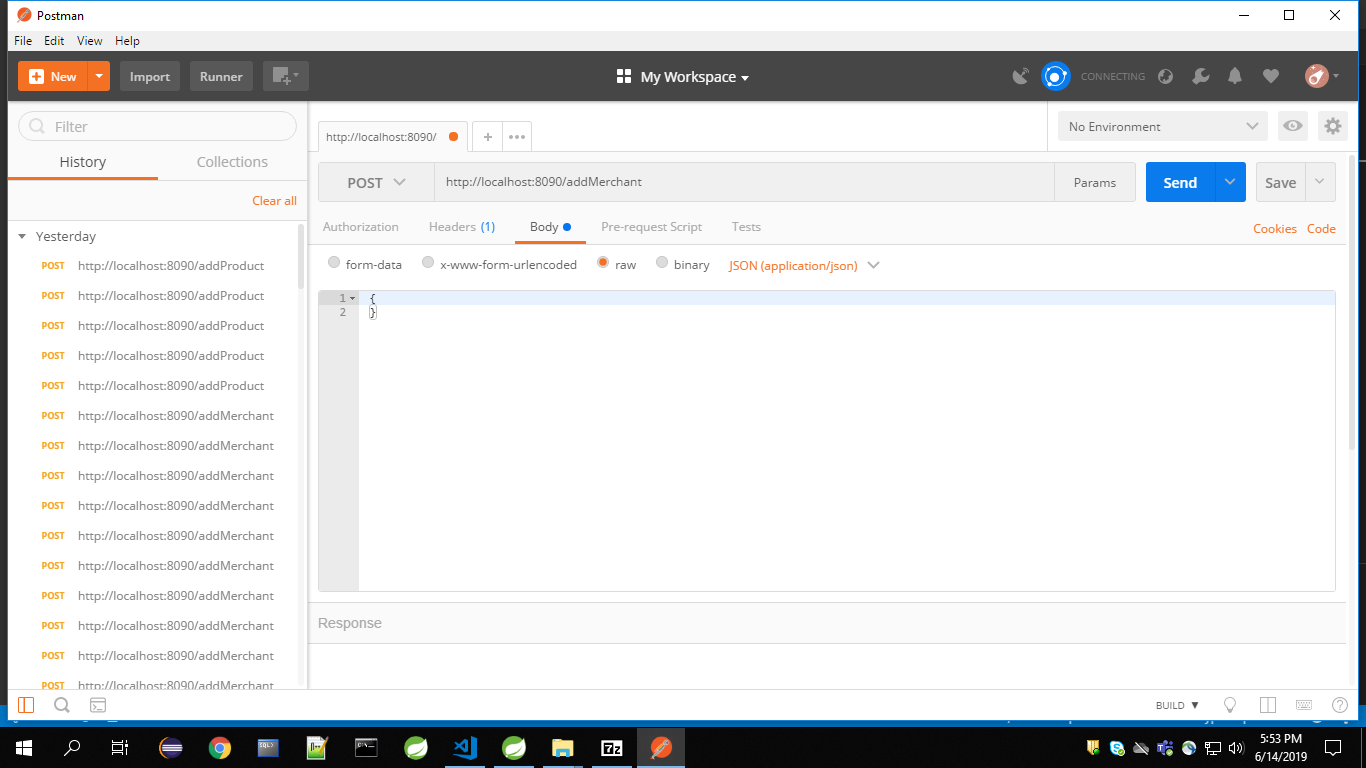 Postman
File Edit View Help
New Import Runner My Workspace CONNECTING
Filter
History Collections
Clear all
Yesterday
POST http://localhost:8090/addProduct
POST http://localhost:8090/addProduct
POST http://localhost:8090/addProduct
POST http://localhost:8090/addProduct
POST http://localhost:8090/addProduct
POST http://localhost:8090/addMerchant
POST http://localhost:8090/addMerchant
POST http://localhost:8090/addMerchant
POST http://localhost:8090/addMerchant
POST http://localhost:8090/addMerchant
POST http://localhost:8090/addMerchant
POST http://localhost:8090/addMerchant
POST http://localhost:8090/addMerchant
POST http://localhost:8090/addMerchant
POST http://localhost:8090/addMerchant
http://localhost:8090/ + ••• No Environment
POST http://localhost:8090/addMerchant Params Send Save
Authorization Headers (1) Body Pre-request Script Tests Cookies Code
form-data x-www-form-urlencoded raw binary JSON (application/json)
1 {
2 }
Response
BUILD ?
7z
5:53 PM
6/14/2019